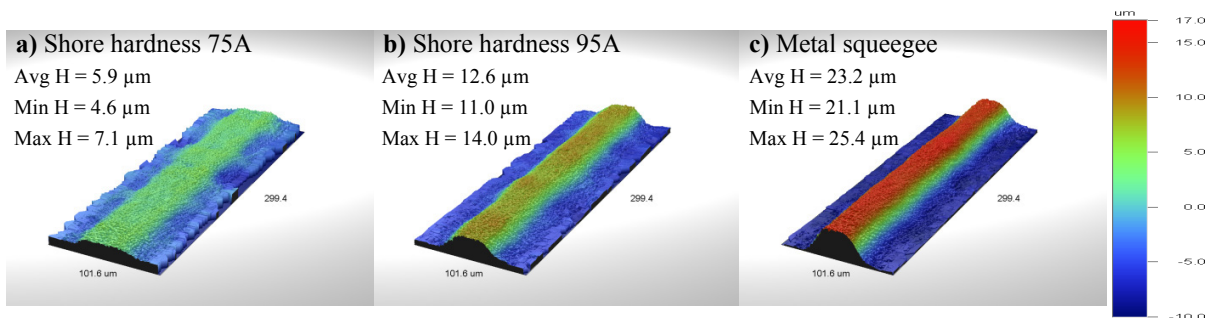 a) Shore hardness 75A
Avg H = 5.9 µm
Min H = 4.6 µm
Max H = 7.1 µm
299.4
101.6 um
b) Shore hardness 95A
Avg H = 12.6 µm
Min H = 11.0 µm
Max H = 14.0 µm
299.4
101.6 um
c) Metal squeegee
Avg H = 23.2 µm
Min H = 21.1 µm
Max H = 25.4 µm
299.4
101.6 um
um
17.0
15.0
10.0
5.0
0.0
-5.0
-10.0